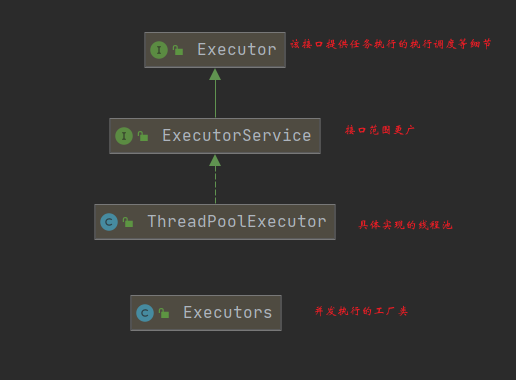 Executor
该接口提供任务执行的执行调度等细节
ExecutorService
接口范围更广
ThreadPoolExecutor
具体实现的线程池
Executors
并发执行的工厂类